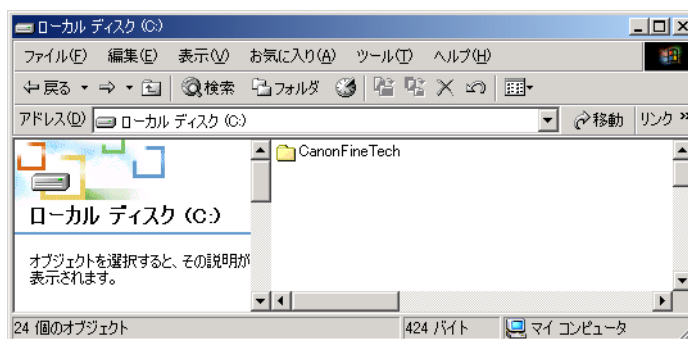 ローカル ディスク (C:)
ファイル(F) 編集(E) 表示(V) お気に入り(A) ツール(T) ヘルプ(H)
戻る 検索 フォルダ
アドレス(D) ローカル ディスク (C:) 移動 リンク »
CanonFineTech
ローカル ディスク (C:)
オブジェクトを選択すると、その説明が
表示されます。
24 個のオブジェクト 424 バイト マイ コンピュータ